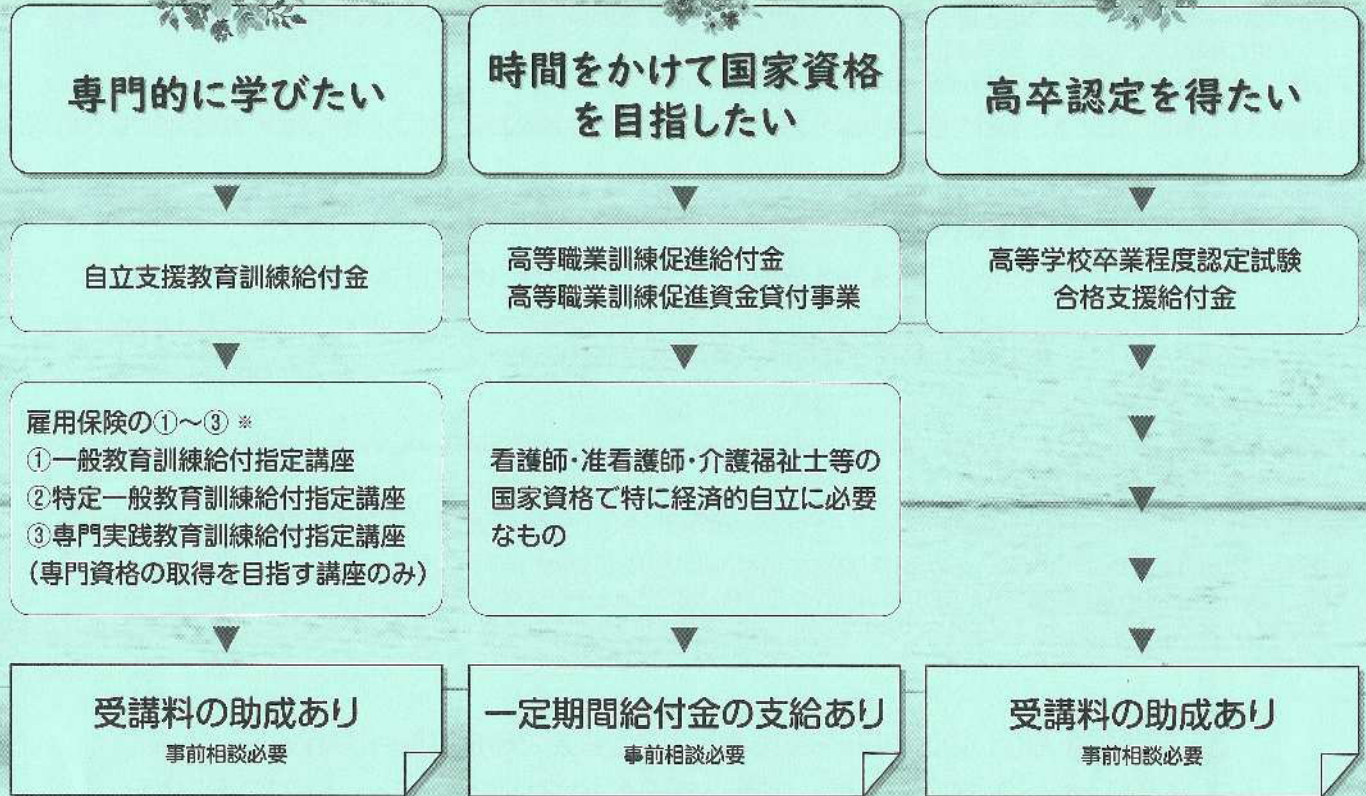 専門的に学びたい
時間をかけて国家資格
を目指したい
高卒認定を得たい
▼
▼
▼
自立支援教育訓練給付金
高等職業訓練促進給付金
高等職業訓練促進資金貸付事業
高等学校卒業程度認定試験
合格支援給付金
▼
▼
▼
雇用保険の①～③ ※
①一般教育訓練給付指定講座
②特定一般教育訓練給付指定講座
③専門実践教育訓練給付指定講座
（専門資格の取得を目指す講座のみ）
看護師・准看護師・介護福祉士等の
国家資格で特に経済的自立に必要
なもの
▼
▼
▼
▼
▼
▼
受講料の助成あり
事前相談必要
一定期間給付金の支給あり
事前相談必要
受講料の助成あり
事前相談必要